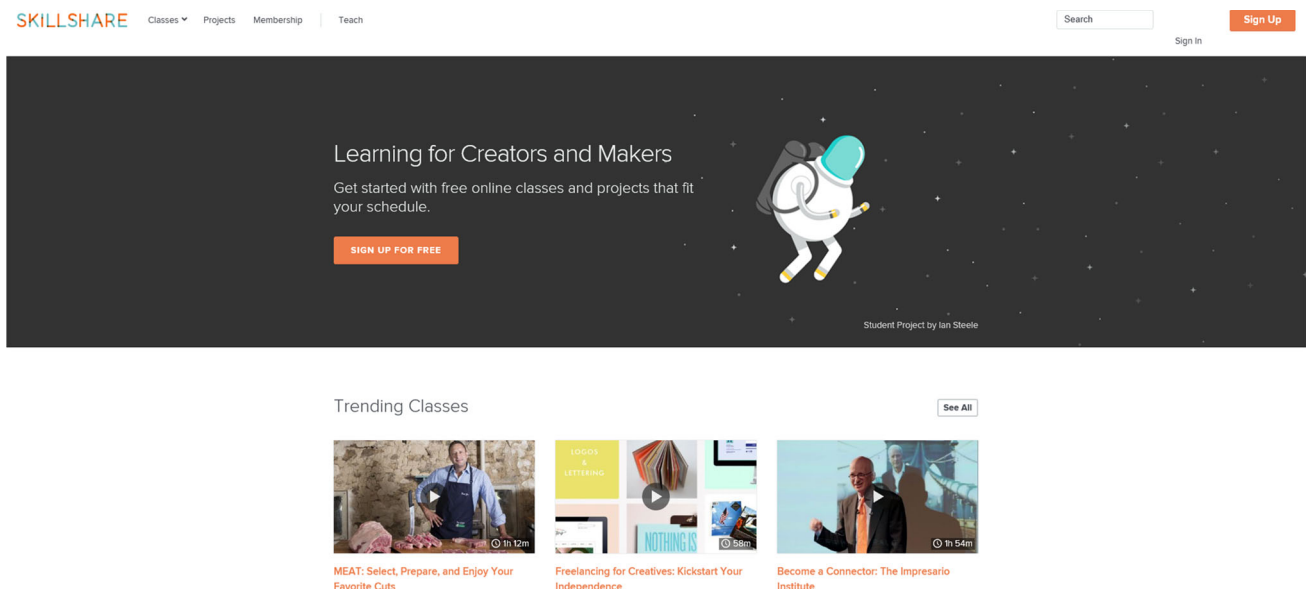 SKILLSHARE Classes Projects Membership Teach Search Sign Up
Sign In
Learning for Creators and Makers
Get started with free online classes and projects that fit
your schedule.
SIGN UP FOR FREE
Student Project by Ian Steele
Trending Classes See All
LOGOS
&
LETTERING
NOTHING IS
1h 12m 58m 1h 54m
MEAT: Select, Prepare, and Enjoy Your
Favorite Cuts
Freelancing for Creatives: Kickstart Your
Independence
Become a Connector: The Impresario
Institute